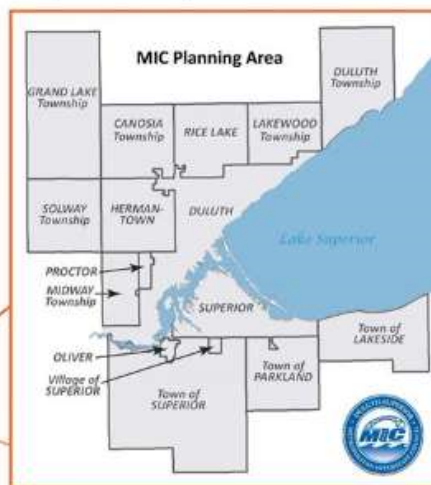 MIC Planning Area
DULUTH
Township
GRAND LAKE
Township
CANOSIA
Township
RICE LAKE
LAKEWOOD
Township
SOLWAY
Township
HERMAN-
TOWN
DULUTH
Lake Superior
PROCTOR
MIDWAY
Township
SUPERIOR
OLIVER
Village of
SUPERIOR
Town of
SUPERIOR
Town of
PARKLAND
Town of
LAKESIDE
DULUTH-SUPERIOR
MIC